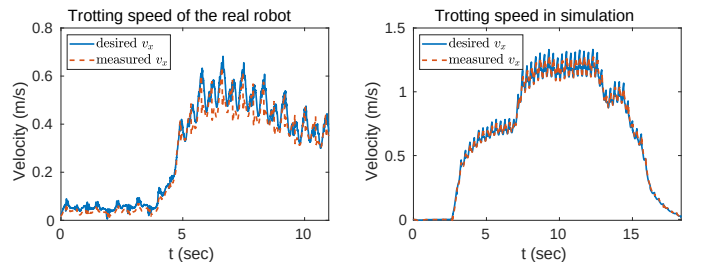 Trotting speed of the real robot
desired v_x
measured v_x
Velocity (m/s)
0.8
0.6
0.4
0.2
0
0
5
10
t (sec)
Trotting speed in simulation
desired v_x
measured v_x
Velocity (m/s)
1.5
1
0.5
0
0
5
10
15
t (sec)